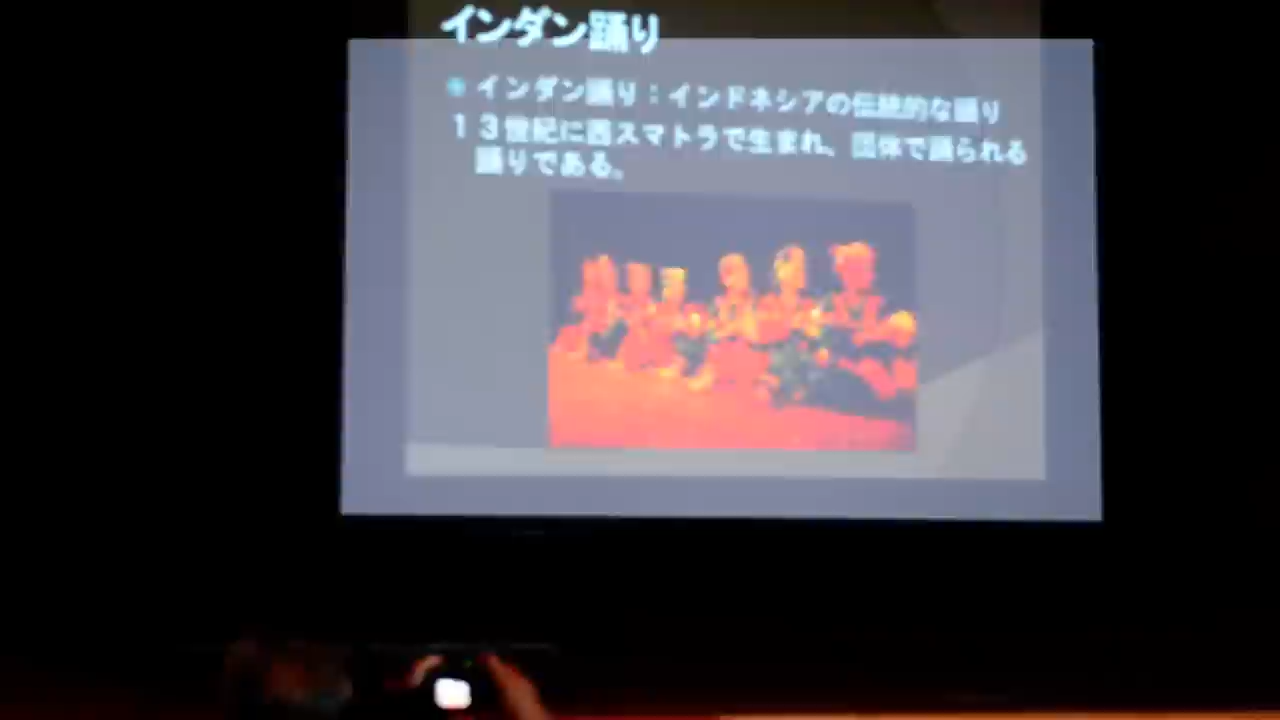 インダン踊り
インダン踊り：インドネシアの伝統的な踊り
１３世紀に西スマトラで生まれ、団体で踊られる
踊りである。